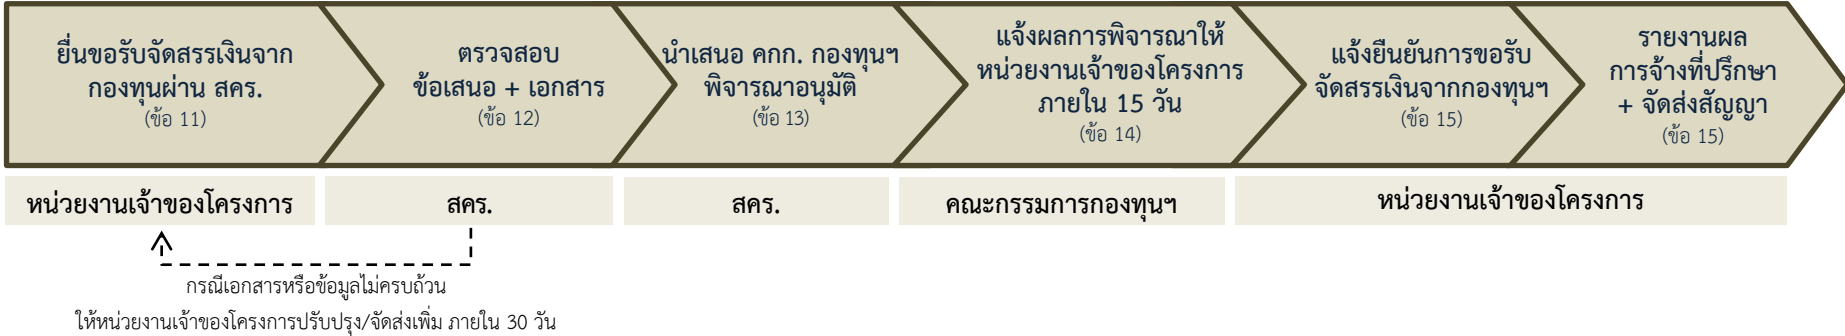 ยื่นขอรับจัดสรรเงินจาก
กองทุนผ่าน สคร.
(ข้อ 11)
ตรวจสอบ
ข้อเสนอ + เอกสาร
(ข้อ 12)
นำเสนอ คกก. กองทุนฯ
พิจารณาอนุมัติ
(ข้อ 13)
แจ้งผลการพิจารณาให้
หน่วยงานเจ้าของโครงการ
ภายใน 15 วัน
(ข้อ 14)
แจ้งยืนยันการขอรับ
จัดสรรเงินจากกองทุนฯ
(ข้อ 15)
รายงานผล
การจ้างที่ปรึกษา
+ จัดส่งสัญญา
(ข้อ 15)
หน่วยงานเจ้าของโครงการ
สคร.
สคร.
คณะกรรมการกองทุนฯ
หน่วยงานเจ้าของโครงการ
กรณีเอกสารหรือข้อมูลไม่ครบถ้วน
ให้หน่วยงานเจ้าของโครงการปรับปรุง/จัดส่งเพิ่ม ภายใน 30 วัน